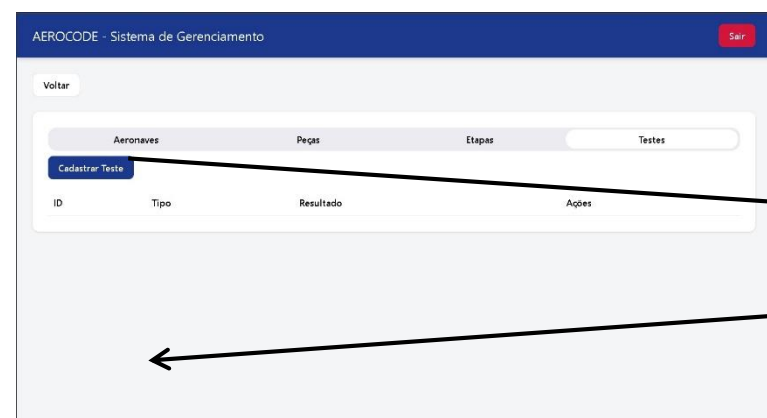 AEROCODE - Sistema de Gerenciamento Sair
Voltar
Aeronaves Peças Etapas Testes
Cadastrar Teste
ID Tipo Resultado Ações